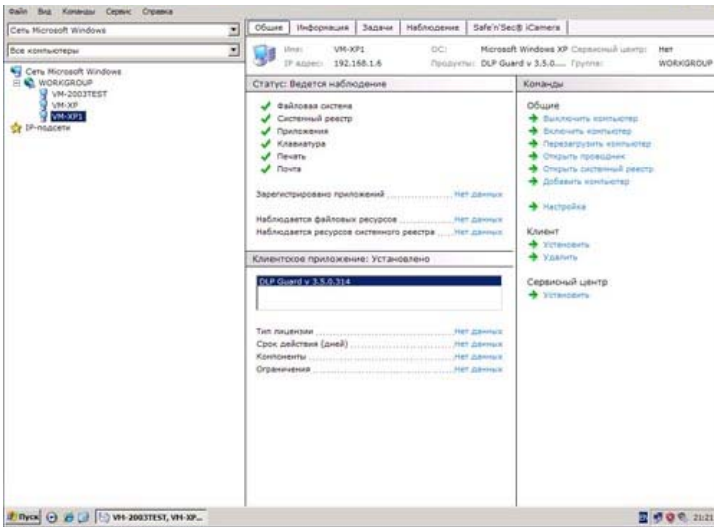 Файл Вид Команды Сервис Справка
Сеть Microsoft Windows
Все компьютеры
Сеть Microsoft Windows
WORKGROUP
VM-2003TEST
VM-XP
VM-XP1
IP-подсети
Общие Информация Задачи Наблюдение Safe'n'Sec® iCamera
Имя: VM-XP1 ОС: Microsoft Windows XP Сервисный центр: Нет
IP адрес: 192.168.1.6 Продукты: DLP Guard v 3.5.0.... Группа: WORKGROUP
Статус: Ведется наблюдение
Файловая система
Системный реестр
Приложения
Клавиатура
Печать
Почта
Зарегистрировано приложений Нет данных
Наблюдается файловых ресурсов Нет данных
Наблюдается ресурсов системного реестра Нет данных
Клиентское приложение: Установлено
DLP Guard v 3.5.0.314
Тип лицензии Нет данных
Срок действия (дней) Нет данных
Компоненты Нет данных
Ограничения Нет данных
Команды
Общие
Выключить компьютер
Включить компьютер
Перезагрузить компьютер
Открыть проводник
Открыть системный реестр
Добавить компьютер
Настройка
Клиент
Установить
Удалить
Сервисный центр
Установить
Пуск VM-2003TEST, VM-XP... 21:21